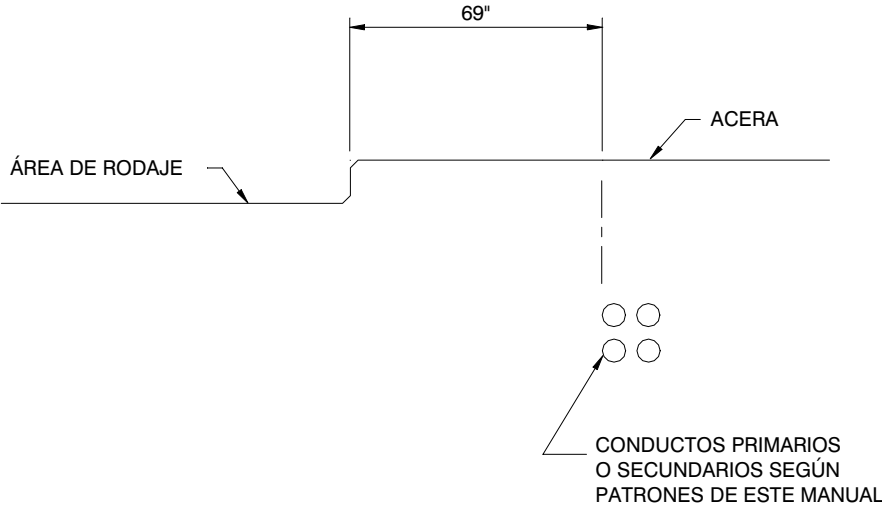 69"
ACERA
ÁREA DE RODAJE
CONDUCTOS PRIMARIOS
O SECUNDARIOS SEGÚN
PATRONES DE ESTE MANUAL